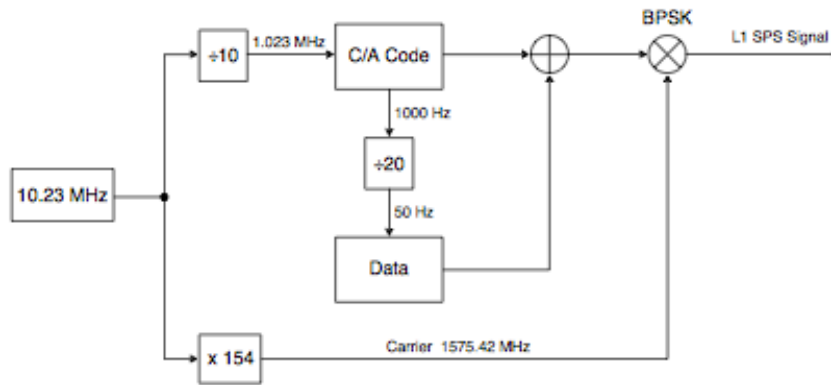 BPSK
L1 SPS Signal
÷10
1.023 MHz
C/A Code
1000 Hz
÷20
10.23 MHz
50 Hz
Data
x 154
Carrier 1575.42 MHz